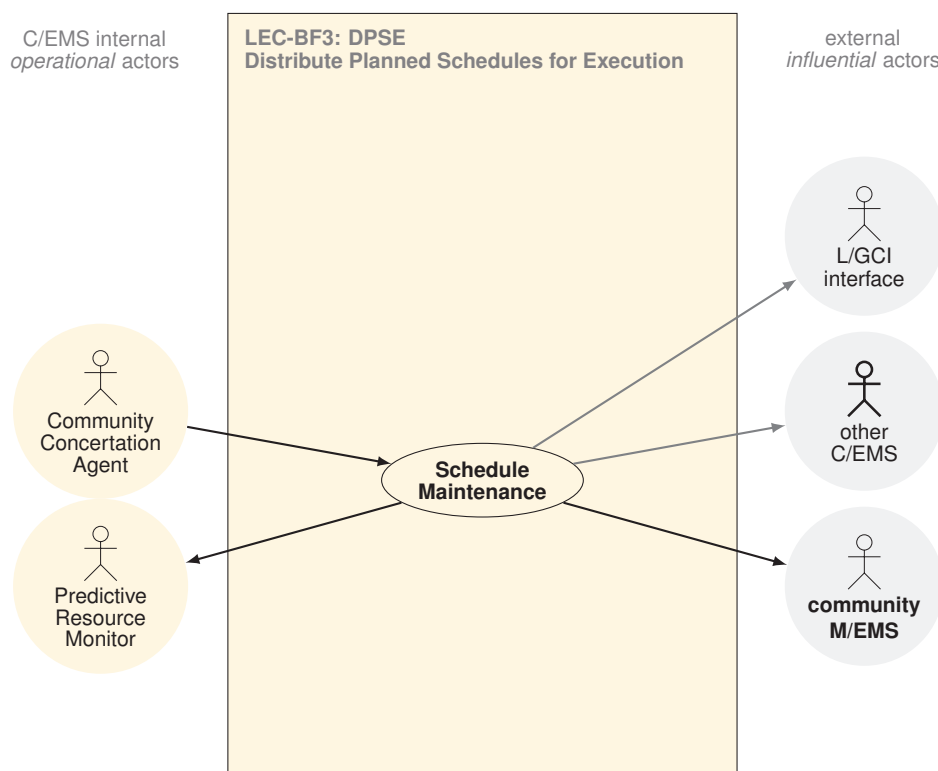 C/EMS internal
operational actors
LEC-BF3: DPSE
Distribute Planned Schedules for Execution
external
influential actors
L/GCI
interface
Community
Concertation
Agent
other
C/EMS
Schedule
Maintenance
Predictive
Resource
Monitor
community
M/EMS